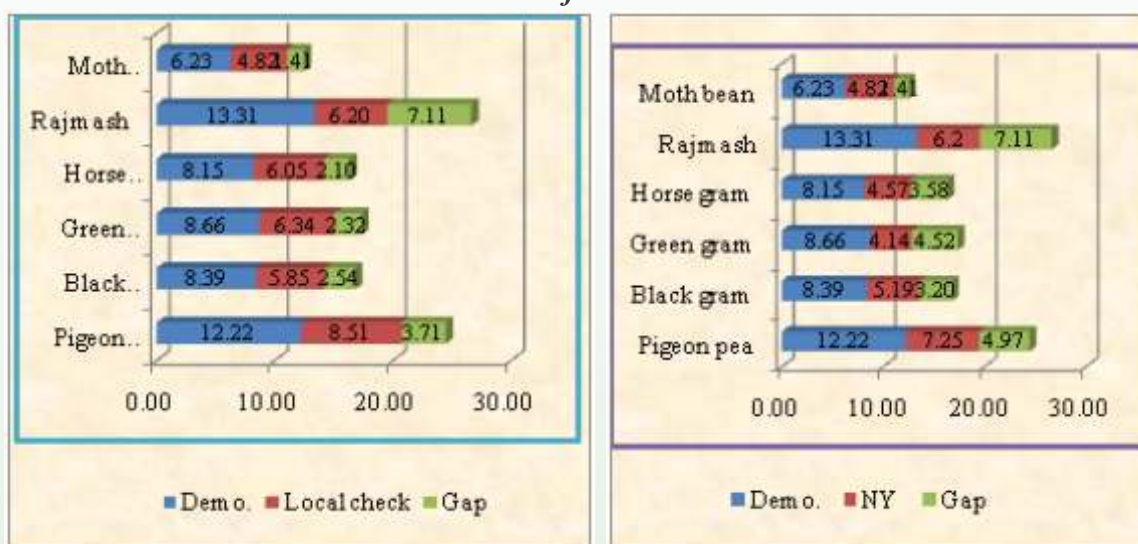 Moth.. 6.23 4.82 1.41
Rajmash 13.31 6.20 7.11
Horse.. 8.15 6.05 2.10
Green.. 8.66 6.34 2.32
Black.. 8.39 5.85 2.54
Pigeon.. 12.22 8.51 3.71
0.00 10.00 20.00 30.00
Demo. Localcheck Gap
Mothbean 6.23 4.82 1.41
Rajmash 13.31 6.2 7.11
Horse gram 8.15 4.57 3.58
Green gram 8.66 4.14 4.52
Black gram 8.39 5.19 3.20
Pigeon pea 12.22 7.25 4.97
0.00 10.00 20.00 30.00
Demo. NY Gap